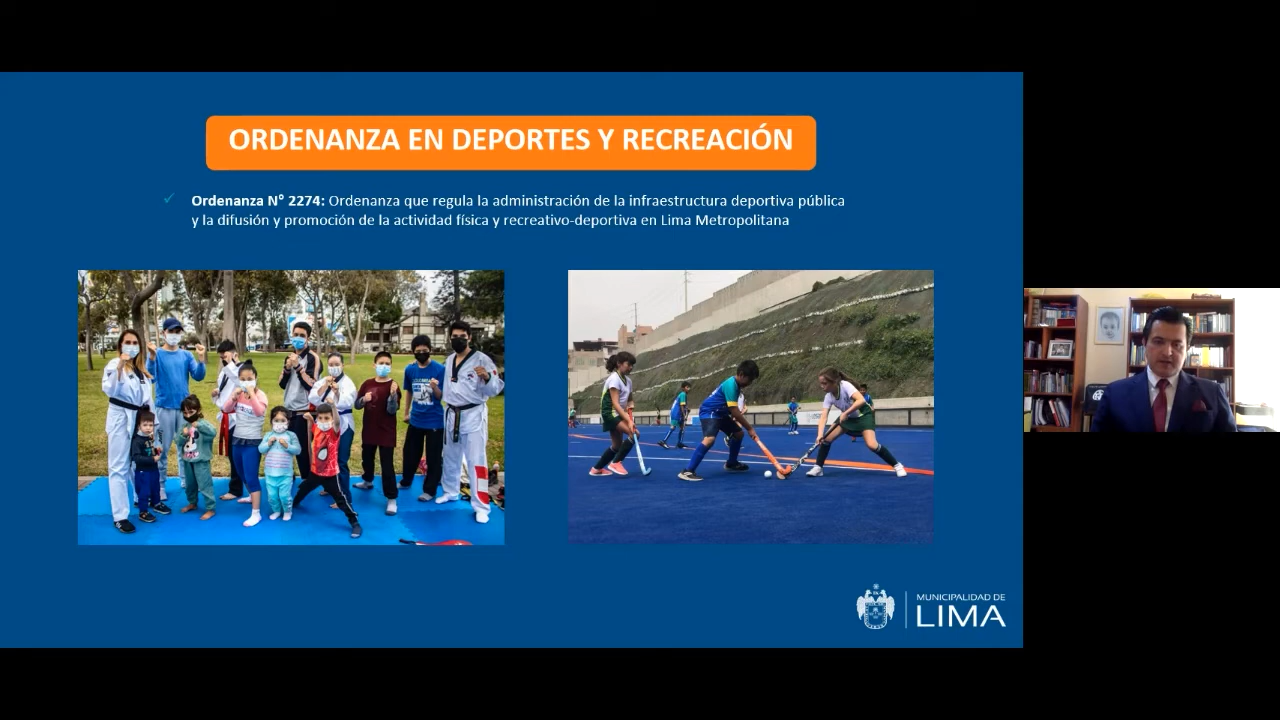 ORDENANZA EN DEPORTES Y RECREACIÓN
✓ Ordenanza N° 2274: Ordenanza que regula la administración de la infraestructura deportiva pública
y la difusión y promoción de la actividad física y recreativo-deportiva en Lima Metropolitana
MUNICIPALIDAD DE
LIMA